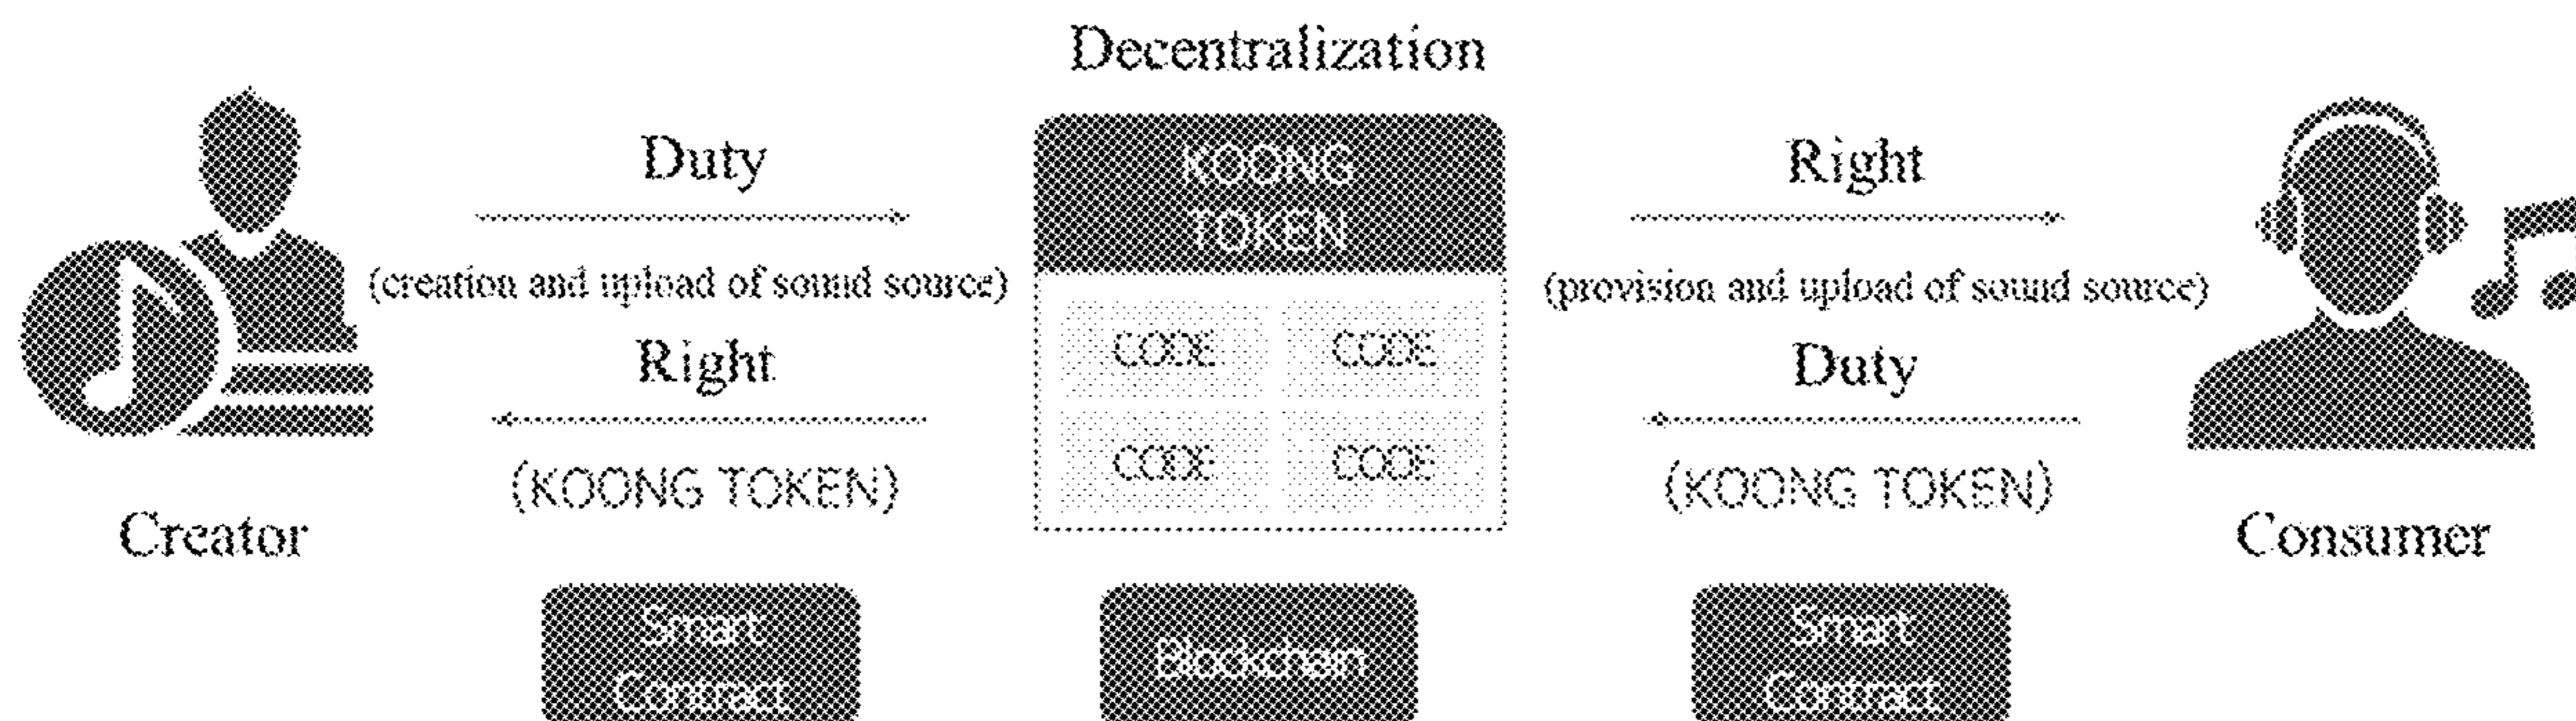 Decentralization
Duty
(creation and upload of sound source)
Right
(KOONG TOKEN)
Creator
KOONG
TOKEN
CODE CODE
CODE CODE
Right
(provision and upload of sound source)
Duty
(KOONG TOKEN)
Consumer
Smart
Contract
Blockchain
Smart
Contract